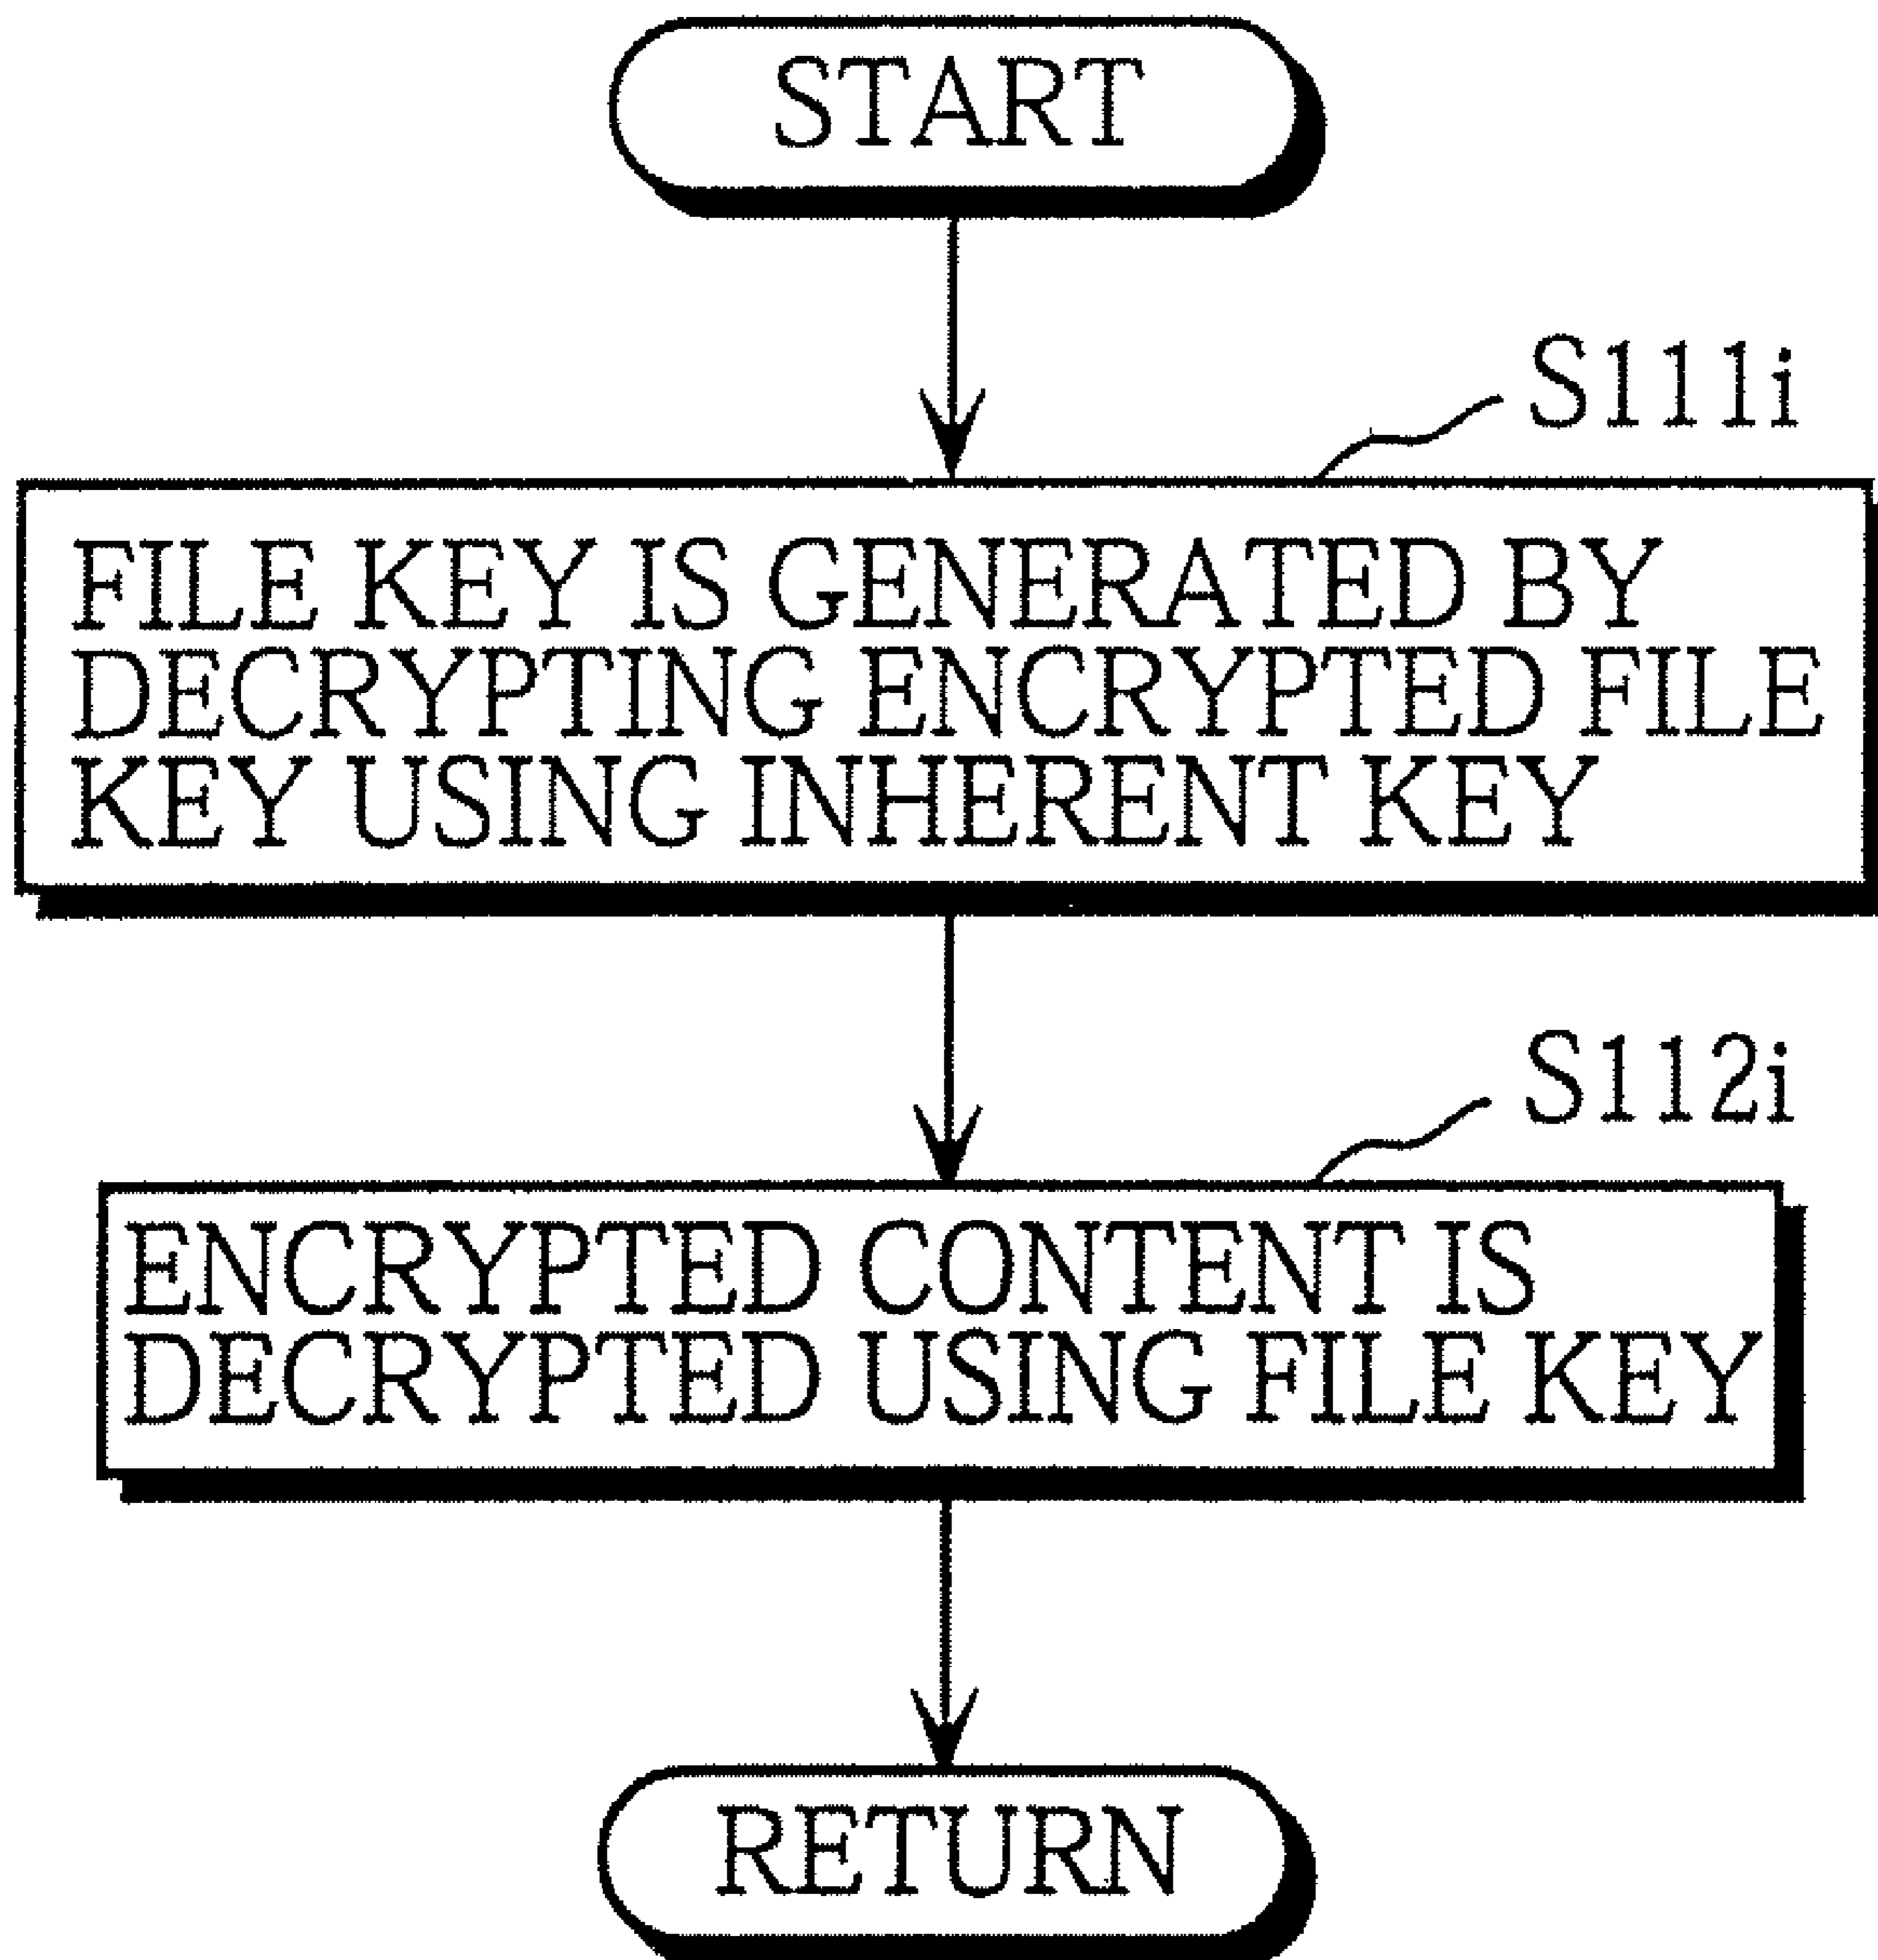 START
S111i
FILE KEY IS GENERATED BY
DECRYPTING ENCRYPTED FILE
KEY USING INHERENT KEY
S112i
ENCRYPTED CONTENT IS
DECRYPTED USING FILE KEY
RETURN